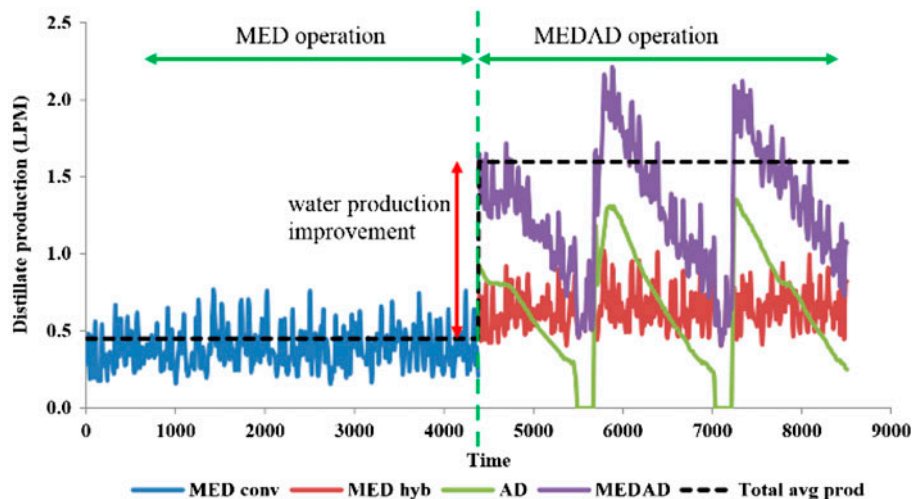 MED operation
MEDAD operation
water production
improvement
Distillate production (LPM)
2.5
2.0
1.5
1.0
0.5
0.0
0 1000 2000 3000 4000 5000 6000 7000 8000 9000
Time
MED conv MED hyb AD MEDAD Total avg prod